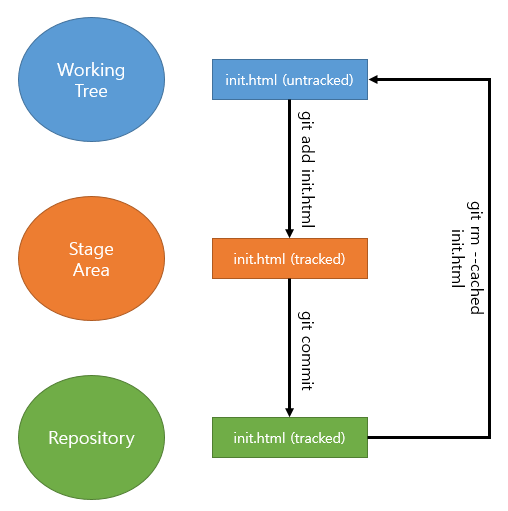 Working
Tree
init.html (untracked)
git add init.html
Stage
Area
init.html (tracked)
git rm --cached
init.html
git commit
Repository
init.html (tracked)